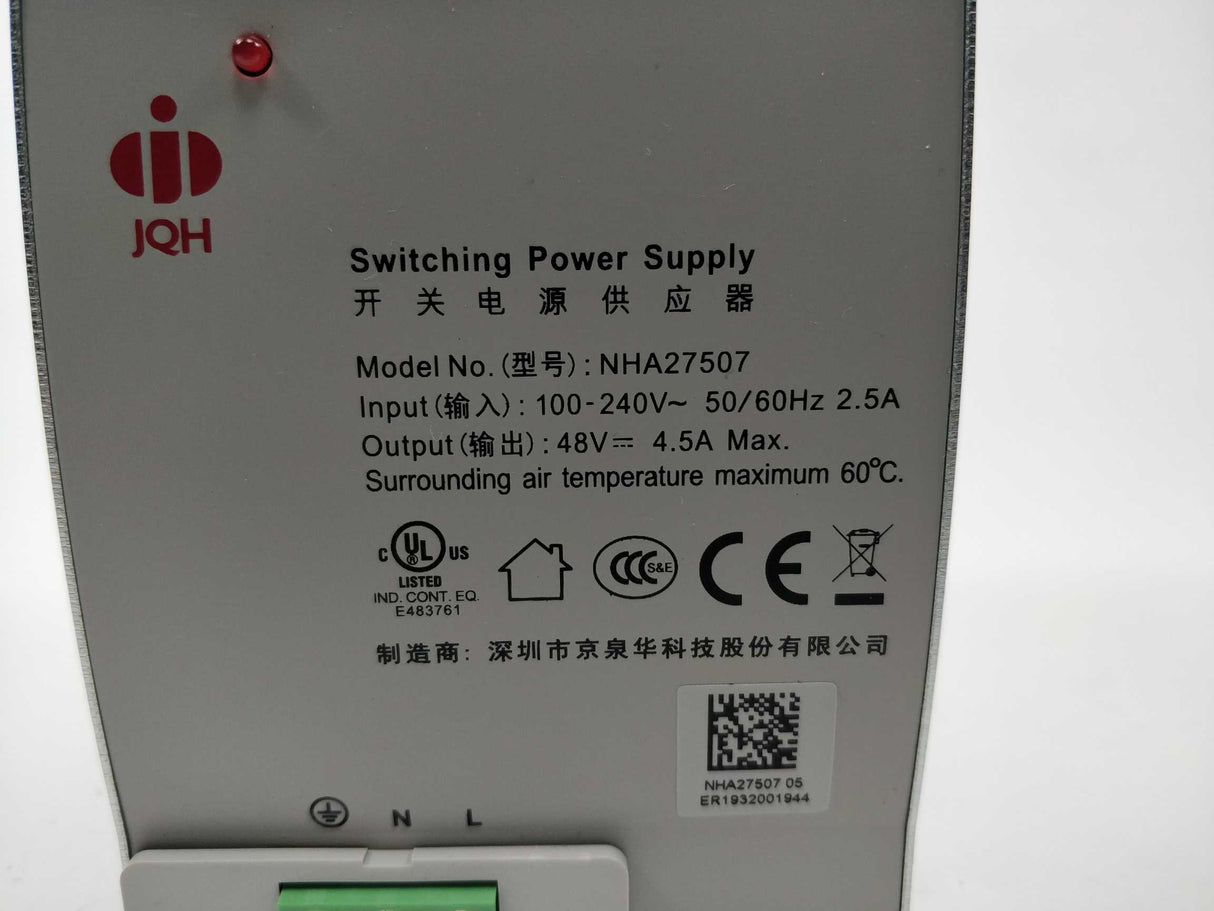 JQH
Switching Power Supply
开关电源供应器
Model No.(型号): NHA27507
Input(输入): 100-240V~ 50/60Hz 2.5A
Output(输出): 48V⎓ 4.5A Max.
Surrounding air temperature maximum 60℃.
C UL® US
LISTED
IND. CONT. EQ.
E483761
CCC S&E
CE
制造商: 深圳市京泉华科技股份有限公司
NHA27507 05
ER1932001944
N L